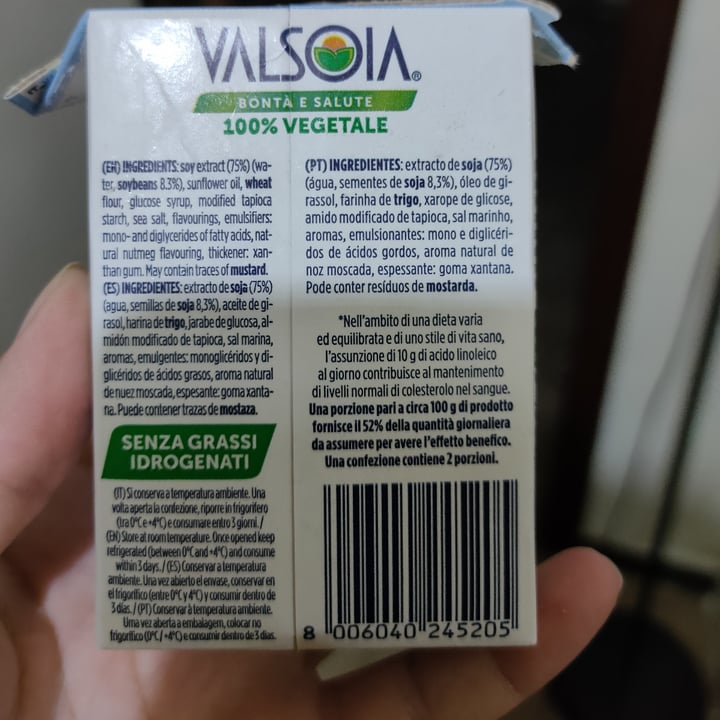 VALSOIA®
BONTÀ E SALUTE
100% VEGETALE
(EN) INGREDIENTS: soy extract (75%) (wa-
ter, soybeans 8.3%), sunflower oil, wheat
flour, glucose syrup, modified tapioca
starch, sea salt, flavourings, emulsifiers:
mono- and diglycerides of fatty acids, nat-
ural nutmeg flavouring, thickener: xan-
than gum. May contain traces of mustard.
(ES) INGREDIENTES: extracto de soja (75%)
(agua, semillas de soja 8,3%), aceite de gi-
rasol, harina de trigo, jarabe de glucosa, al-
midón modificado de tapioca, sal marina,
aromas, emulgentes: monoglicéridos y di-
glicéridos de ácidos grasos, aroma natural
de nuez moscada, espesante: goma xanta-
na. Puede contener trazas de mostaza.
SENZA GRASSI
IDROGENATI
(IT) Si conserva a temperatura ambiente. Una
volta aperta la confezione, riporre in frigorifero
(tra 0°C e +4°C) e consumare entro 3 giorni. /
(EN) Store at room temperature. Once opened keep
refrigerated (between 0°C and +4°C) and consume
within 3 days. / (ES) Conservar a temperatura
ambiente. Una vez abierto el envase, conservar en
el frigorífico (entre 0°C y 4°C) y consumir dentro de
3 días. / (PT) Conservar à temperatura ambiente.
Uma vez aberta a embalagem, colocar no
frigorífico (0°C / +4°C) e consumir dentro de 3 dias.
(PT) INGREDIENTES: extracto de soja (75%)
(água, sementes de soja 8,3%), óleo de gi-
rassol, farinha de trigo, xarope de glicose,
amido modificado de tapioca, sal marinho,
aromas, emulsionantes: mono e diglicéri-
dos de ácidos gordos, aroma natural de
noz moscada, espessante: goma xantana.
Pode conter resíduos de mostarda.
*Nell'ambito di una dieta varia
ed equilibrata e di uno stile di vita sano,
l'assunzione di 10 g di acido linoleico
al giorno contribuisce al mantenimento
di livelli normali di colesterolo nel sangue.
Una porzione pari a circa 100 g di prodotto
fornisce il 52% della quantità giornaliera
da assumere per avere l'effetto benefico.
Una confezione contiene 2 porzioni.
8 006040 245205